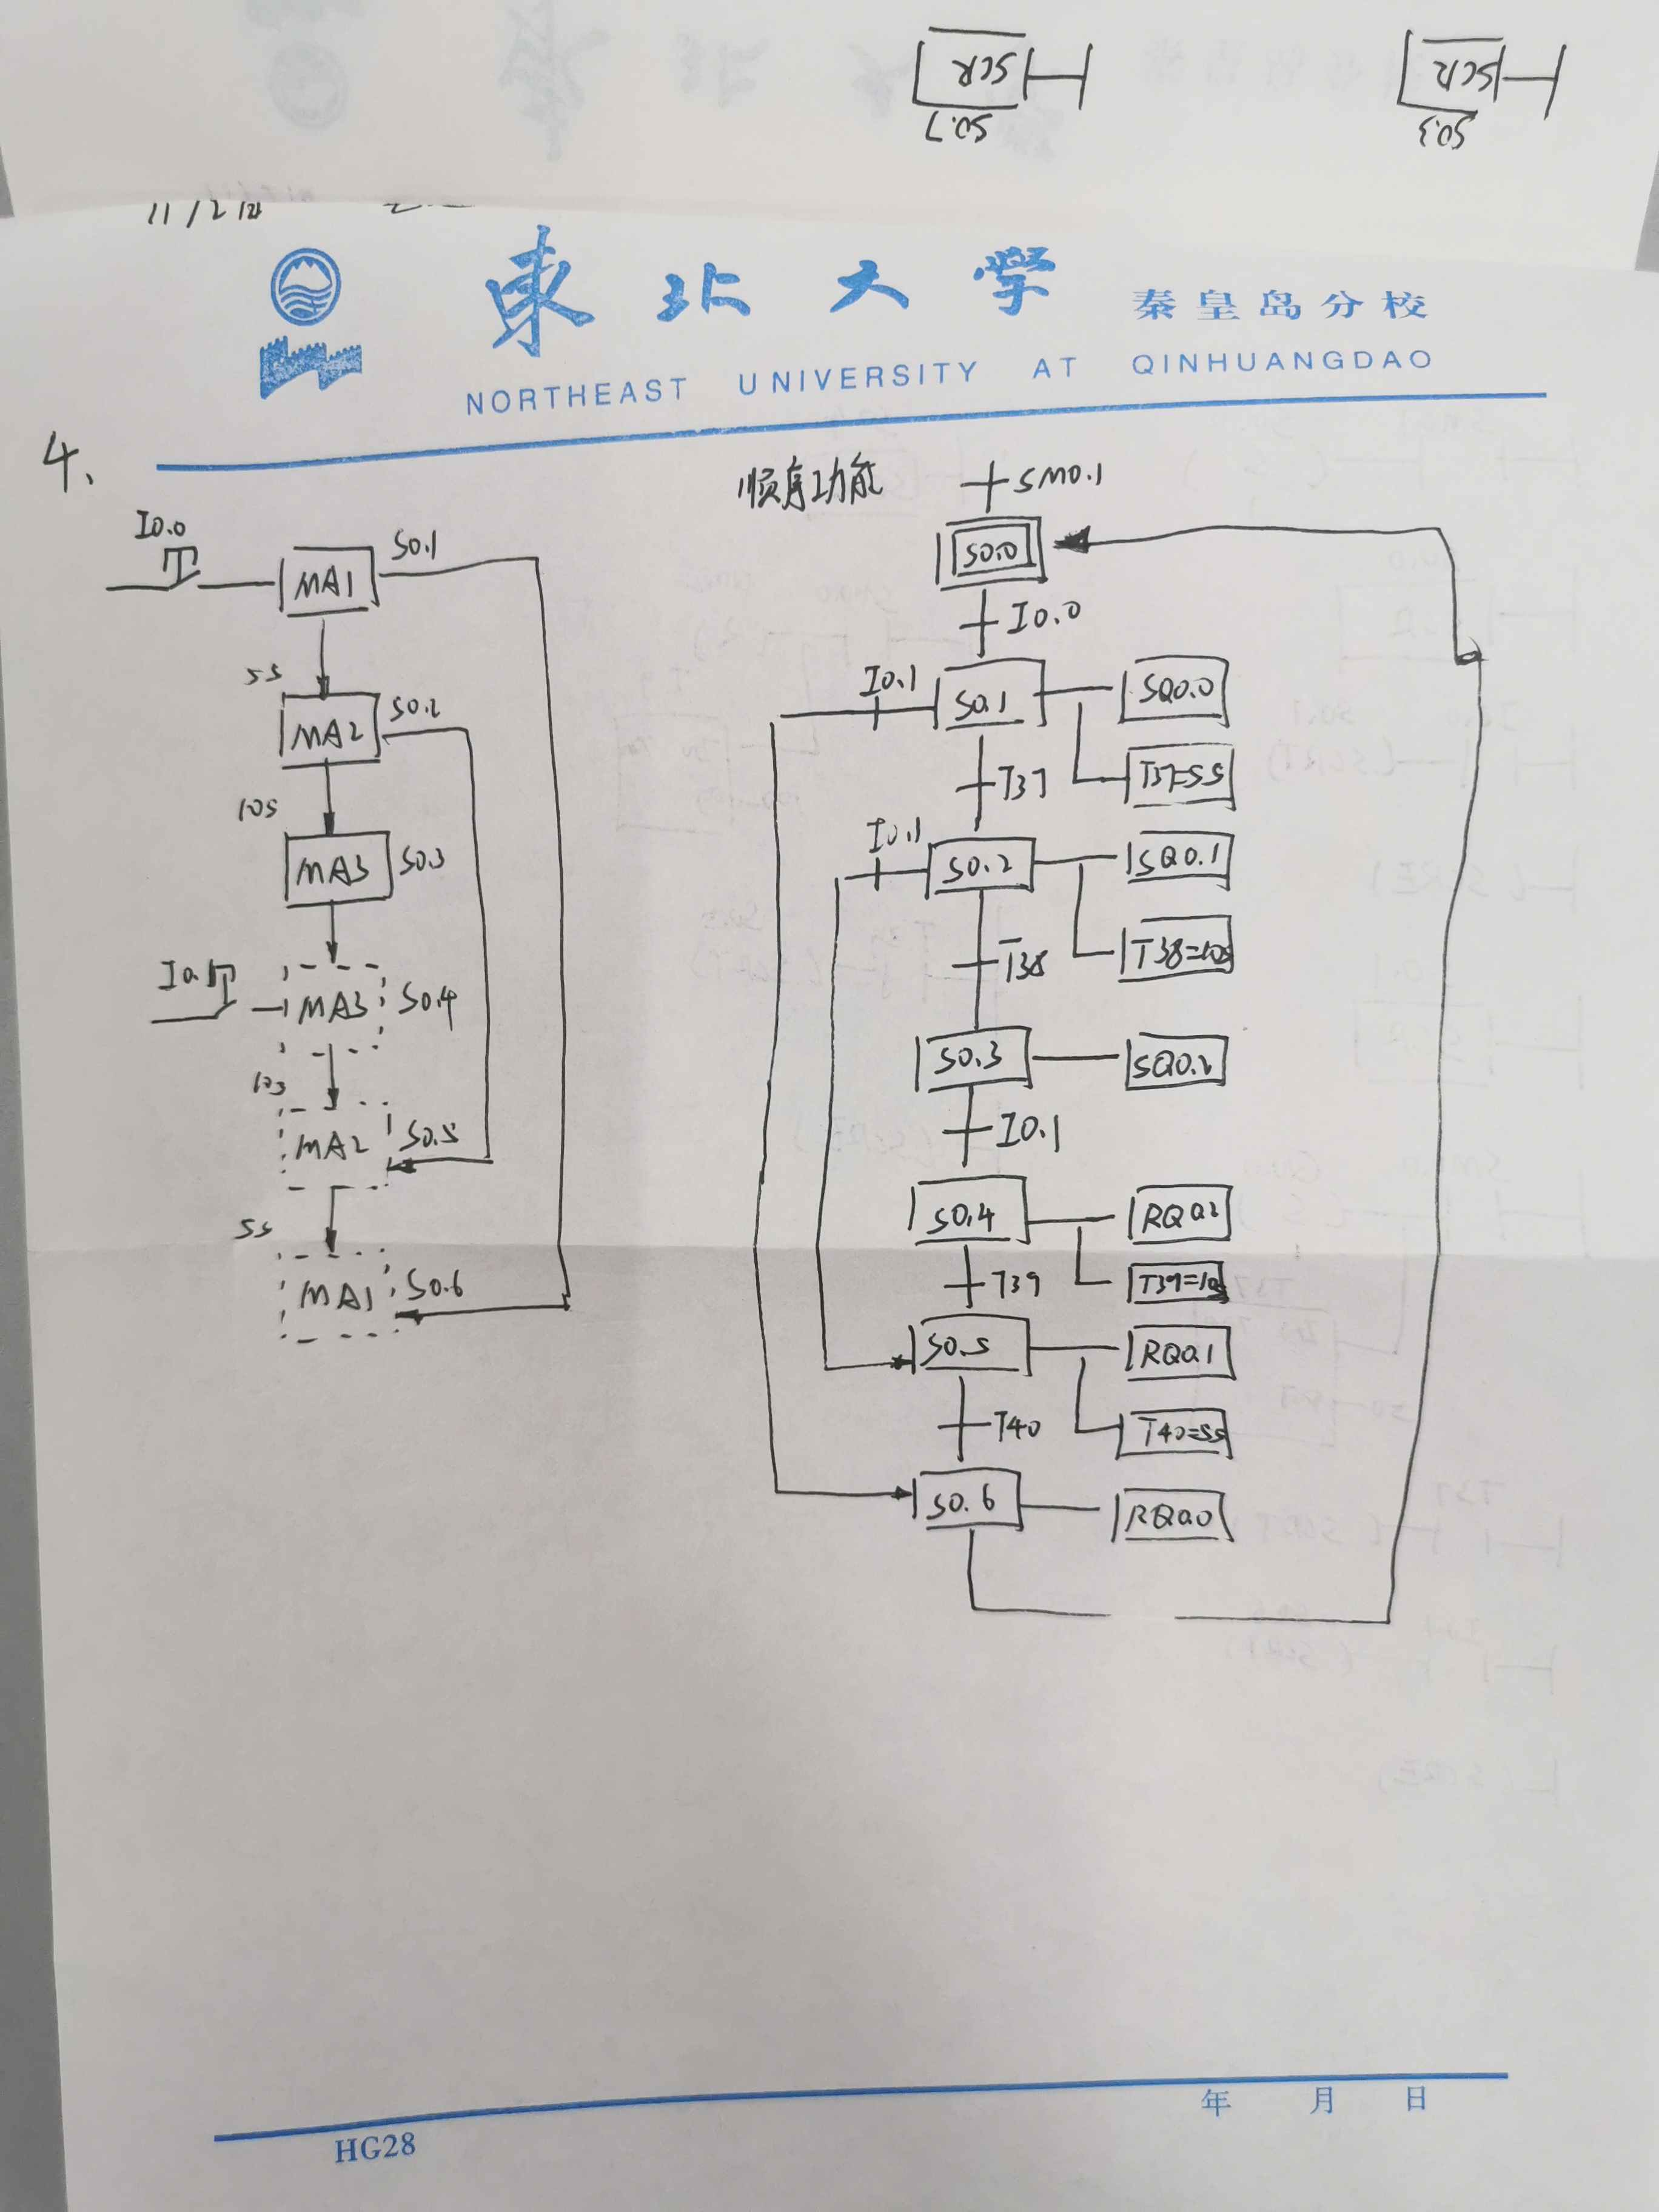 SCR
SCR
S0.7
S0.3
東北大学 秦皇岛分校
NORTHEAST UNIVERSITY AT QINHUANGDAO
4、
I0.0
MA1
S0.1
5s
MA2
S0.2
10s
MA3
S0.3
I0.1
MA3
S0.4
10s
MA2
S0.5
5s
MA1
S0.6
顺序功能
SM0.1
S0.0
I0.0
I0.1
S0.1
SQ0.0
T37
T37=5s
I0.1
S0.2
SQ0.1
T38
T38=10s
S0.3
SQ0.2
I0.1
S0.4
RQ0.2
T39
T39=10s
S0.5
RQ0.1
T40
T40=5s
S0.6
RQ0.0
年 月 日
HG28